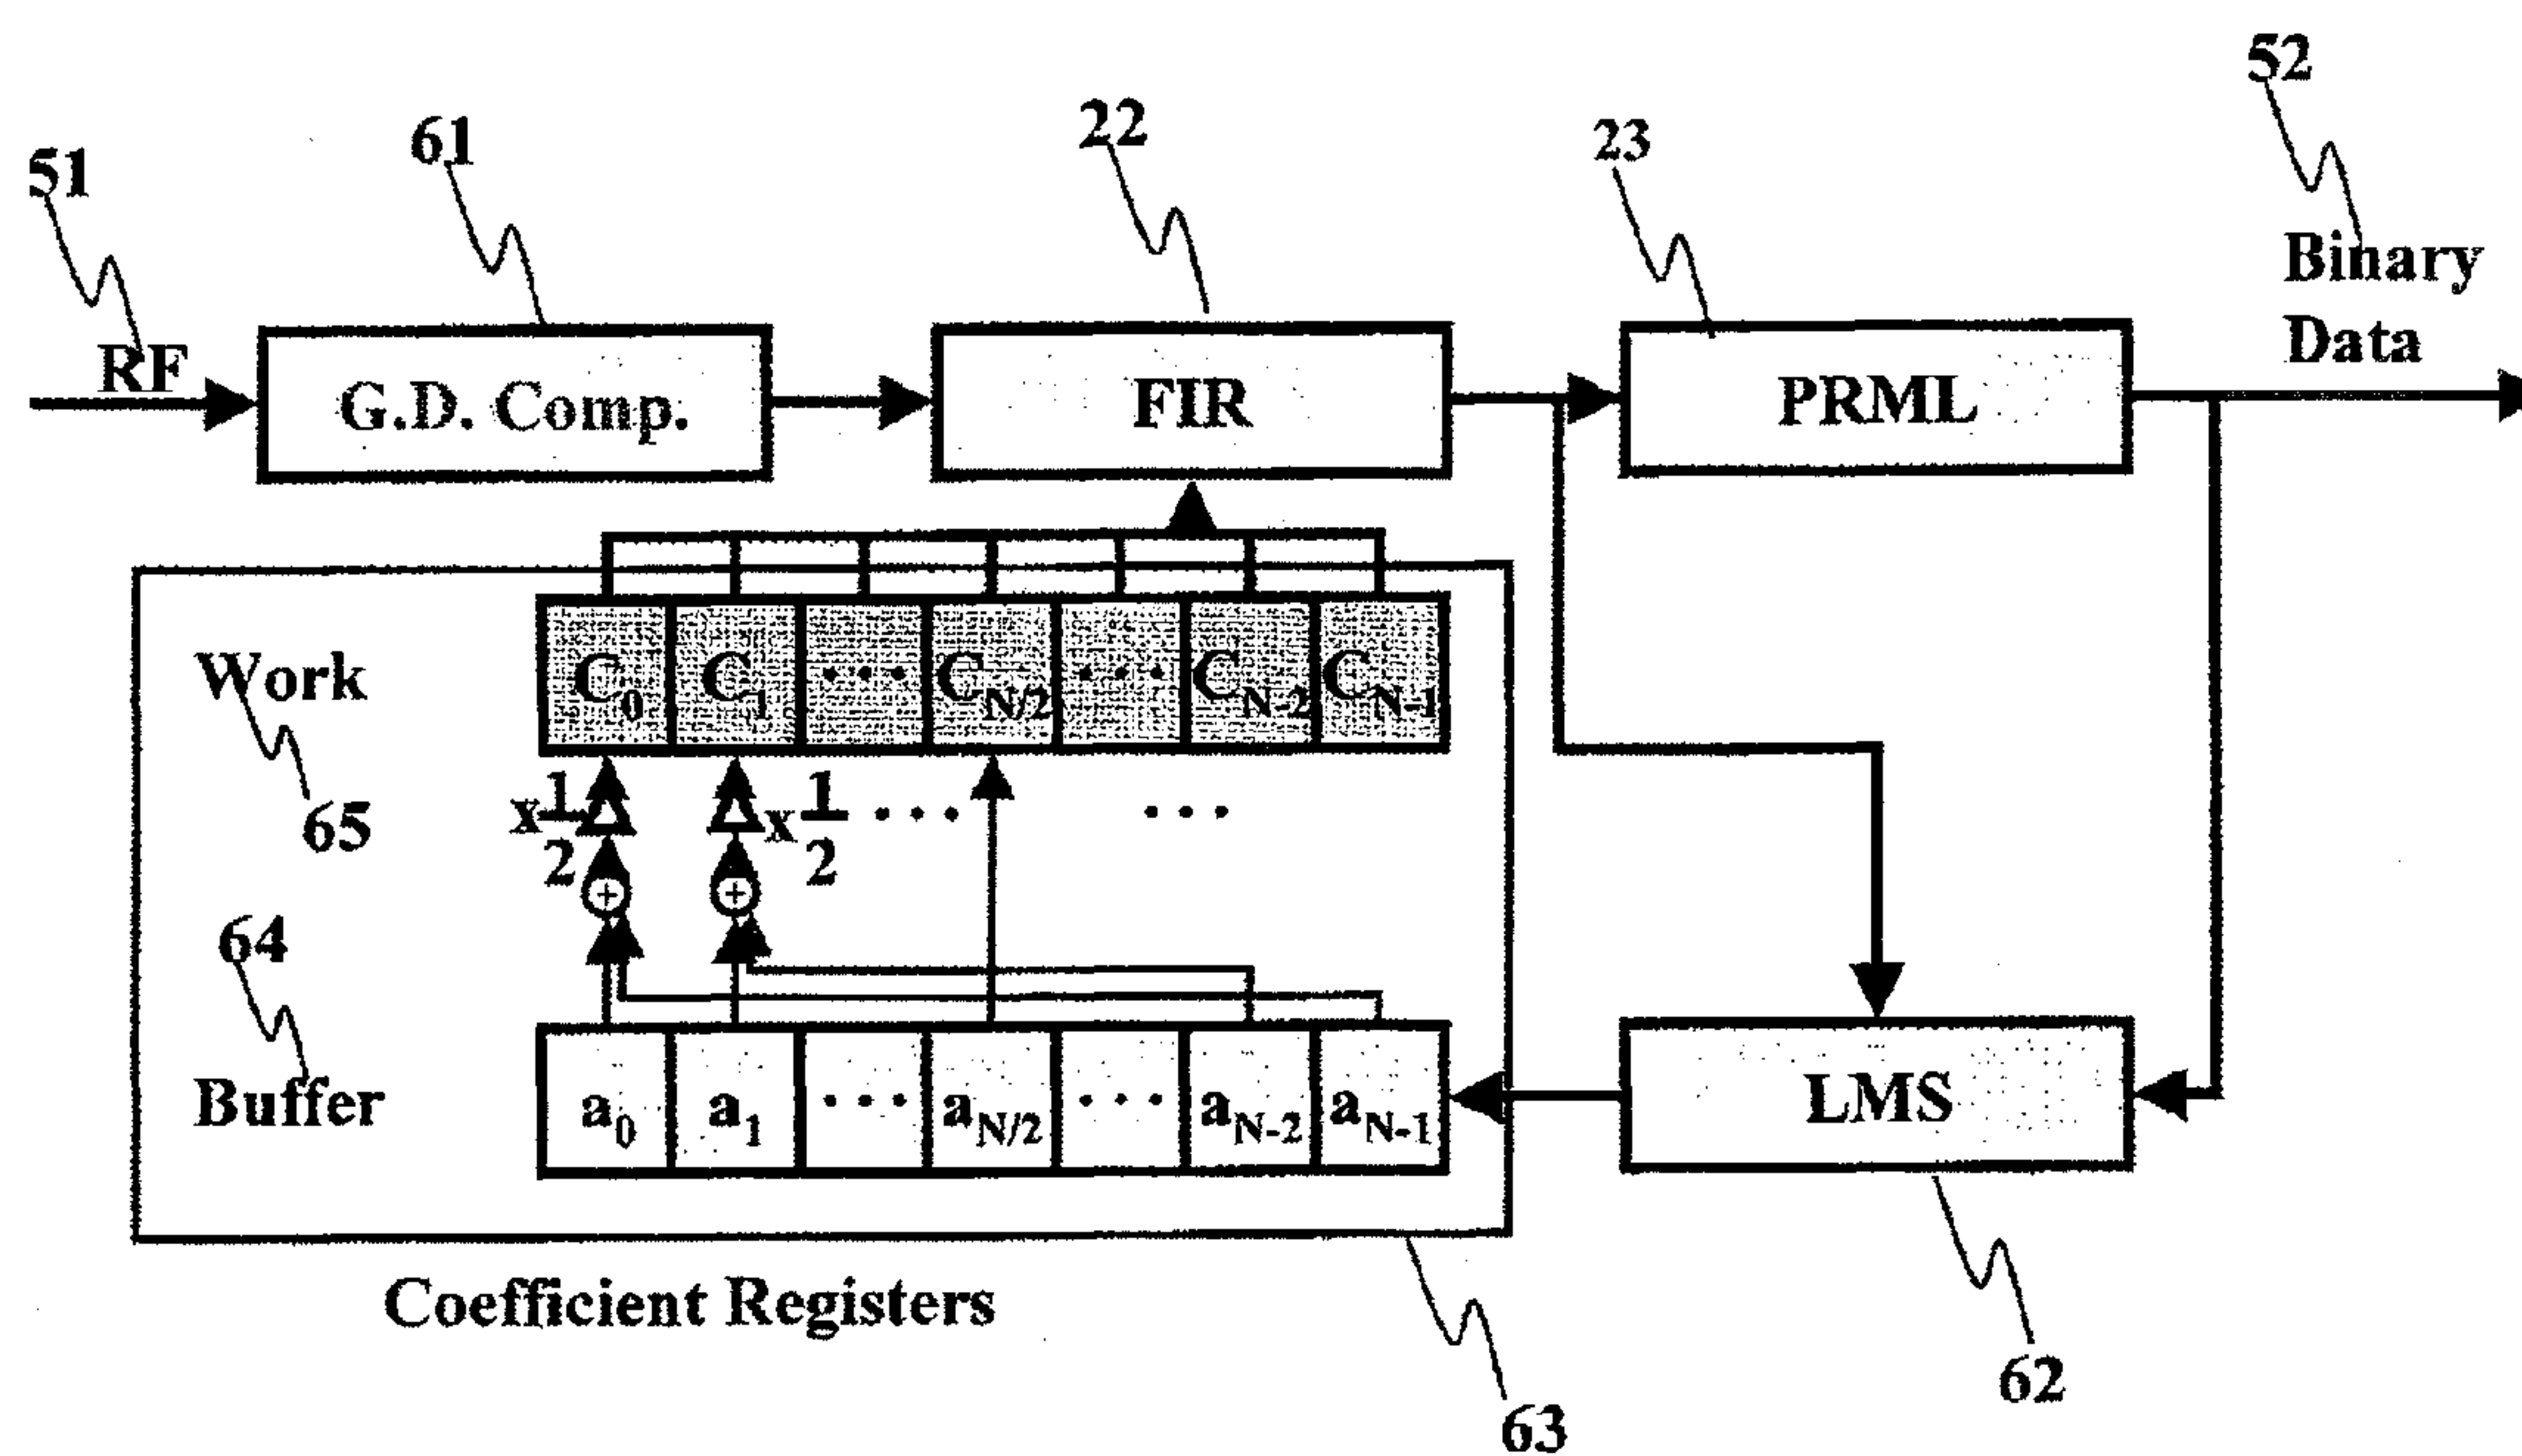 52
22
61
23
51
Binary
Data
RF
G.D. Comp.
FIR
PRML
Work
C0 C1 ... CN/2 ... CN-2 CN-1
x 1/2 x 1/2 ... ...
65
64
Buffer
a0 a1 ... aN/2 ... aN-2 aN-1
LMS
Coefficient Registers
62
63